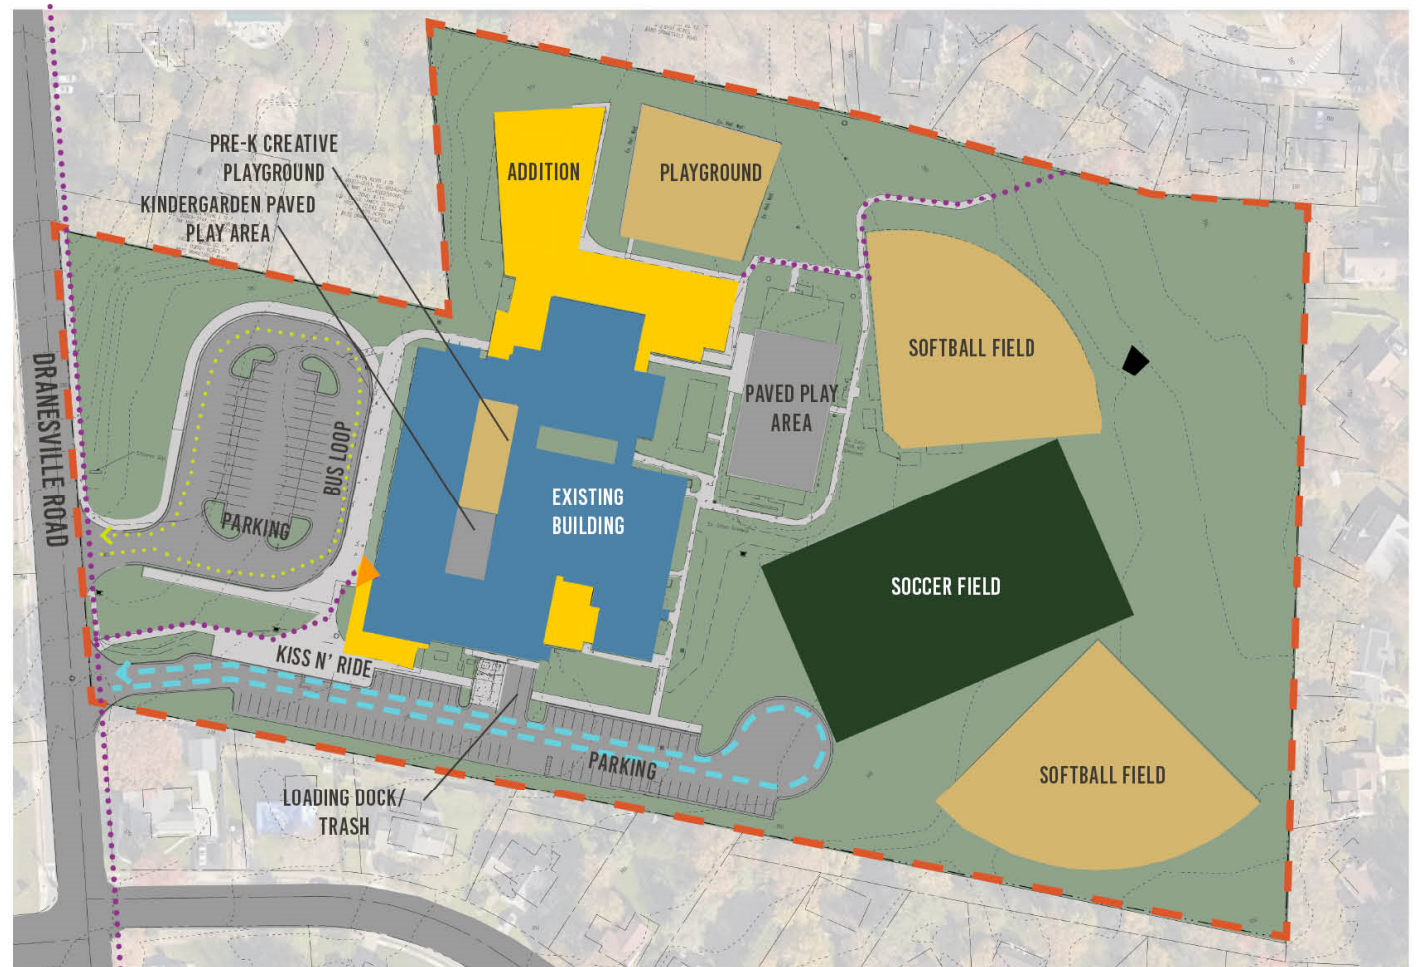 PRE-K CREATIVE
PLAYGROUND
KINDERGARDEN PAVED
PLAY AREA
ADDITION
PLAYGROUND
SOFTBALL FIELD
PAVED PLAY
AREA
DRANESVILLE ROAD
BUS LOOP
PARKING
EXISTING
BUILDING
SOCCER FIELD
KISS N' RIDE
PARKING
LOADING DOCK/
TRASH
SOFTBALL FIELD